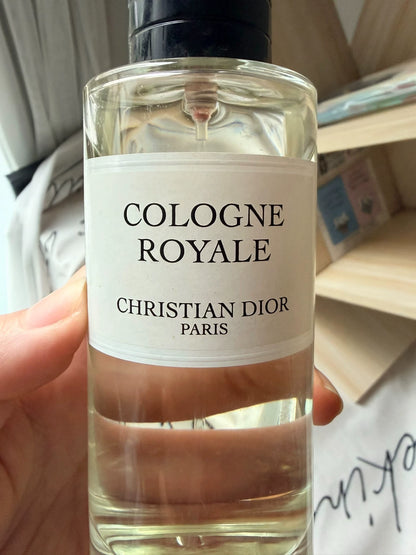 COLOGNE
ROYALE
CHRISTIAN DIOR
PARIS